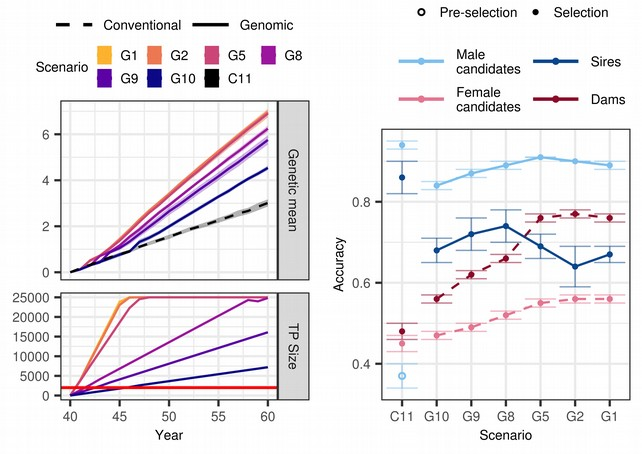 Conventional Genomic
Scenario G1 G2 G5 G8
G9 G10 C11
6
4
2
0
Genetic mean
25000
20000
15000
10000
5000
0
TP Size
40 45 50 55 60
Year
Pre-selection Selection
Male candidates Sires
Female candidates Dams
0.8
0.6
0.4
Accuracy
C11 G10 G9 G8 G5 G2 G1
Scenario